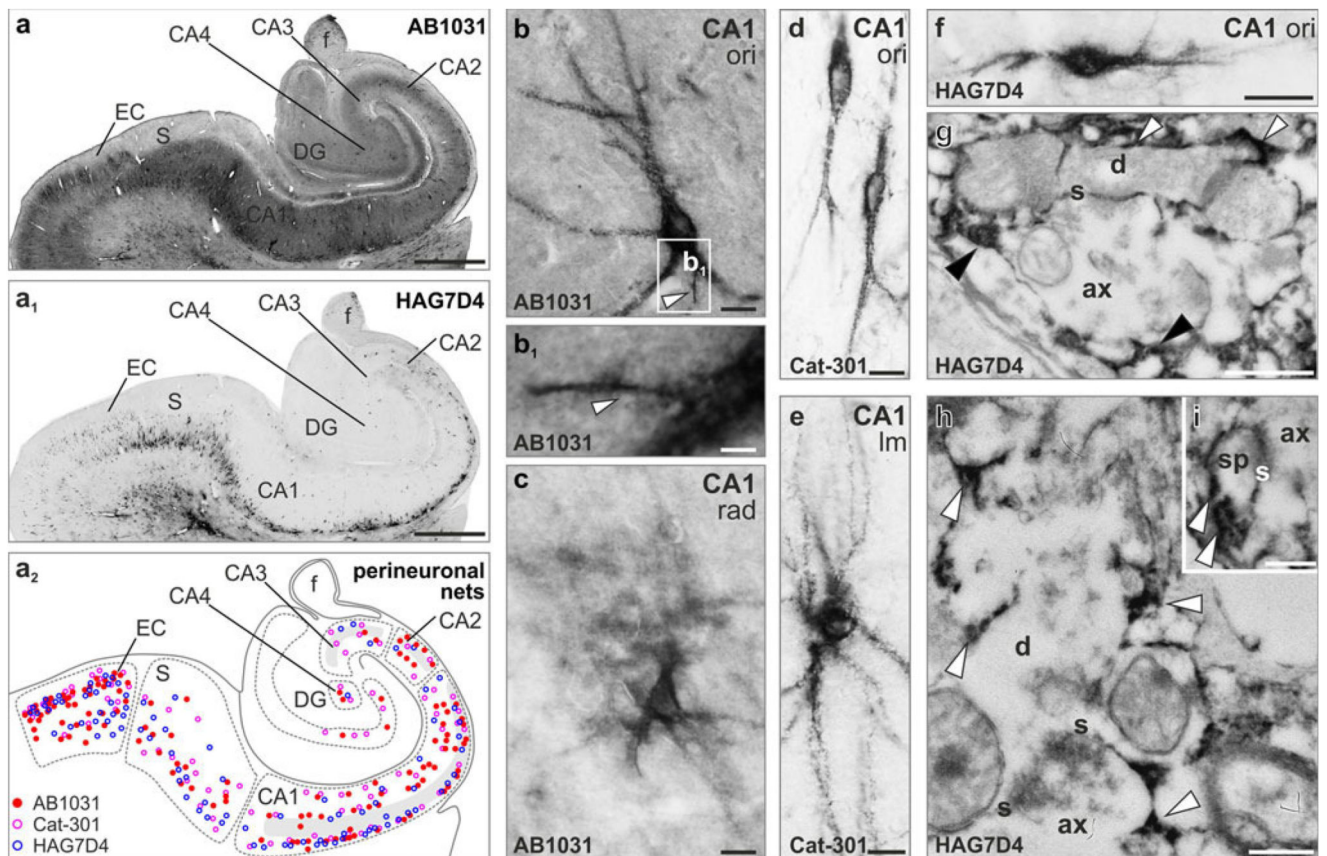 a
AB1031
CA3
f
CA4
CA2
EC
S
DG
CA1
a1
HAG7D4
CA3
f
CA4
CA2
EC
S
DG
CA1
a2
perineuronal
nets
CA3
f
CA4
CA2
EC
S
DG
CA1
AB1031
Cat-301
HAG7D4
b
CA1
ori
b1
AB1031
b1
AB1031
c
CA1
rad
AB1031
d
CA1
ori
Cat-301
e
CA1
lm
Cat-301
f
CA1 ori
HAG7D4
g
d
s
ax
HAG7D4
h
d
s
s
ax
HAG7D4
i
ax
sp
s